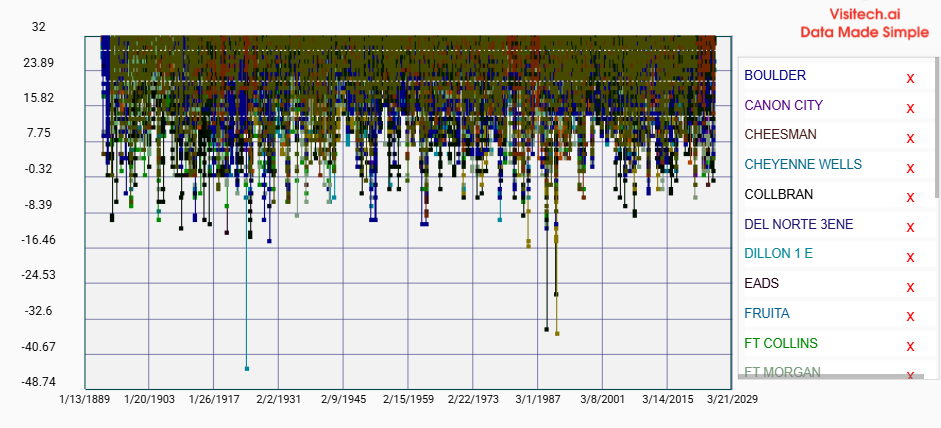 Visitech.ai
Data Made Simple
32
23.89
15.82
7.75
-0.32
-8.39
-16.46
-24.53
-32.6
-40.67
-48.74
1/13/1889 1/20/1903 1/26/1917 2/2/1931 2/9/1945 2/15/1959 2/22/1973 3/1/1987 3/8/2001 3/14/2015 3/21/2029
BOULDER X
CANON CITY X
CHEESMAN X
CHEYENNE WELLS X
COLLBRAN X
DEL NORTE 3ENE X
DILLON 1 E X
EADS X
FRUITA X
FT COLLINS X
FT MORGAN X